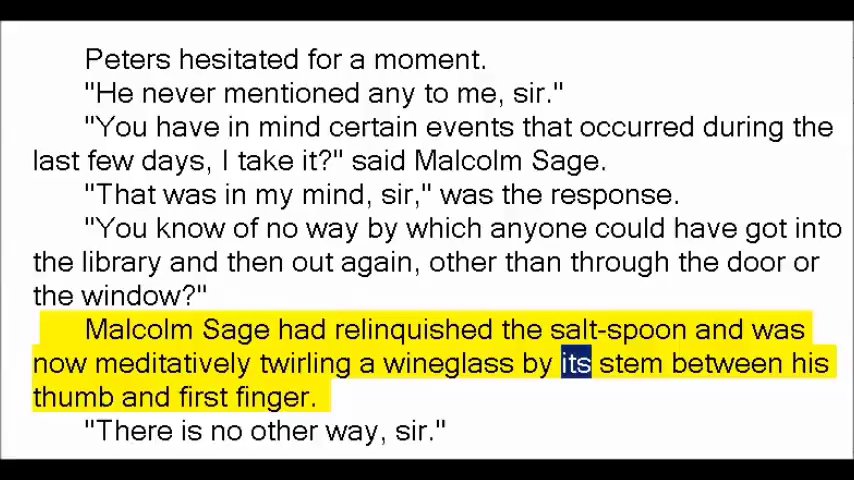 Peters hesitated for a moment.
"He never mentioned any to me, sir."
"You have in mind certain events that occurred during the
last few days, I take it?" said Malcolm Sage.
"That was in my mind, sir," was the response.
"You know of no way by which anyone could have got into
the library and then out again, other than through the door or
the window?"
Malcolm Sage had relinquished the salt-spoon and was
now meditatively twirling a wineglass by its stem between his
thumb and first finger.
"There is no other way, sir."